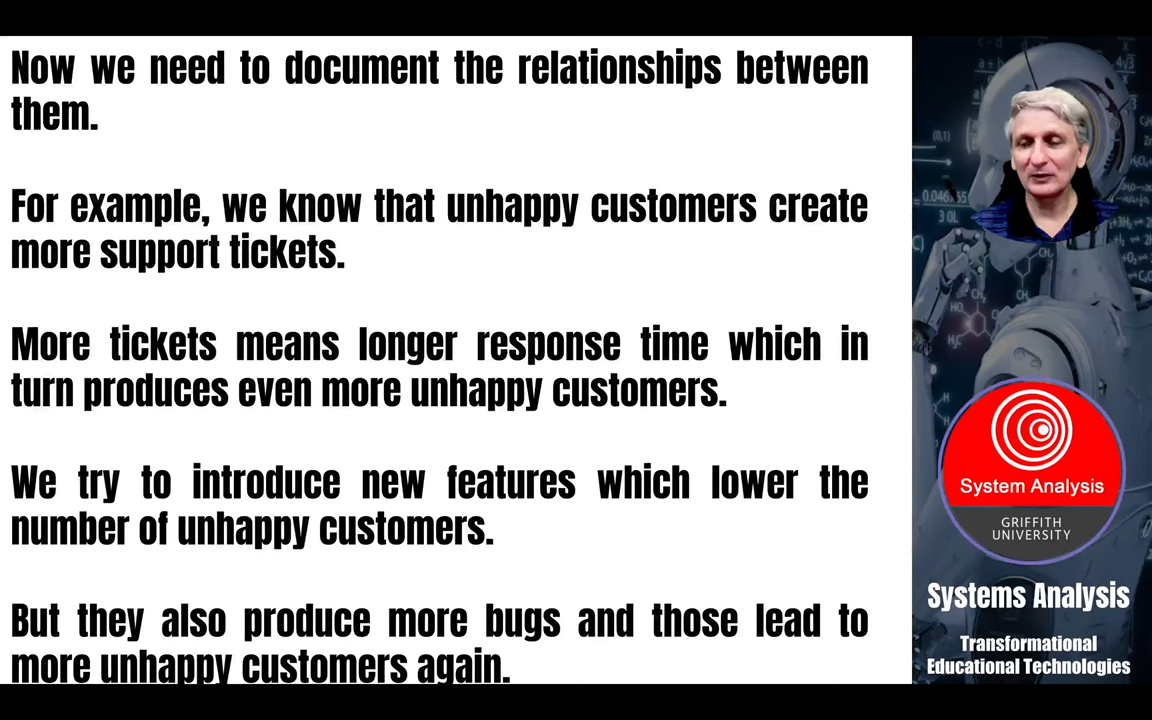 Now we need to document the relationships between
them.
For example, we know that unhappy customers create
more support tickets.
More tickets means longer response time which in
turn produces even more unhappy customers.
We try to introduce new features which lower the
number of unhappy customers.
But they also produce more bugs and those lead to
more unhappy customers again.
System Analysis
GRIFFITH
UNIVERSITY
Systems Analysis
Transformational
Educational Technologies